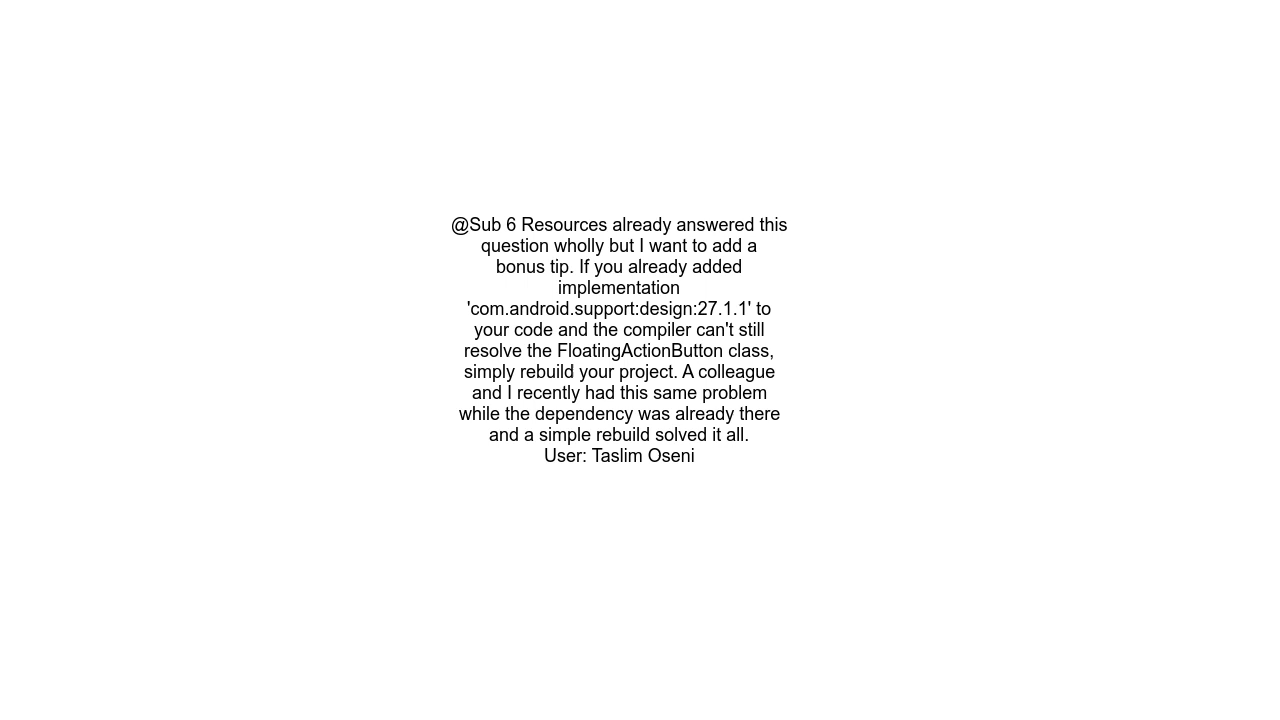 @Sub 6 Resources already answered this
question wholly but I want to add a
bonus tip. If you already added
implementation
'com.android.support:design:27.1.1' to
your code and the compiler can't still
resolve the FloatingActionButton class,
simply rebuild your project. A colleague
and I recently had this same problem
while the dependency was already there
and a simple rebuild solved it all.
User: Taslim Oseni